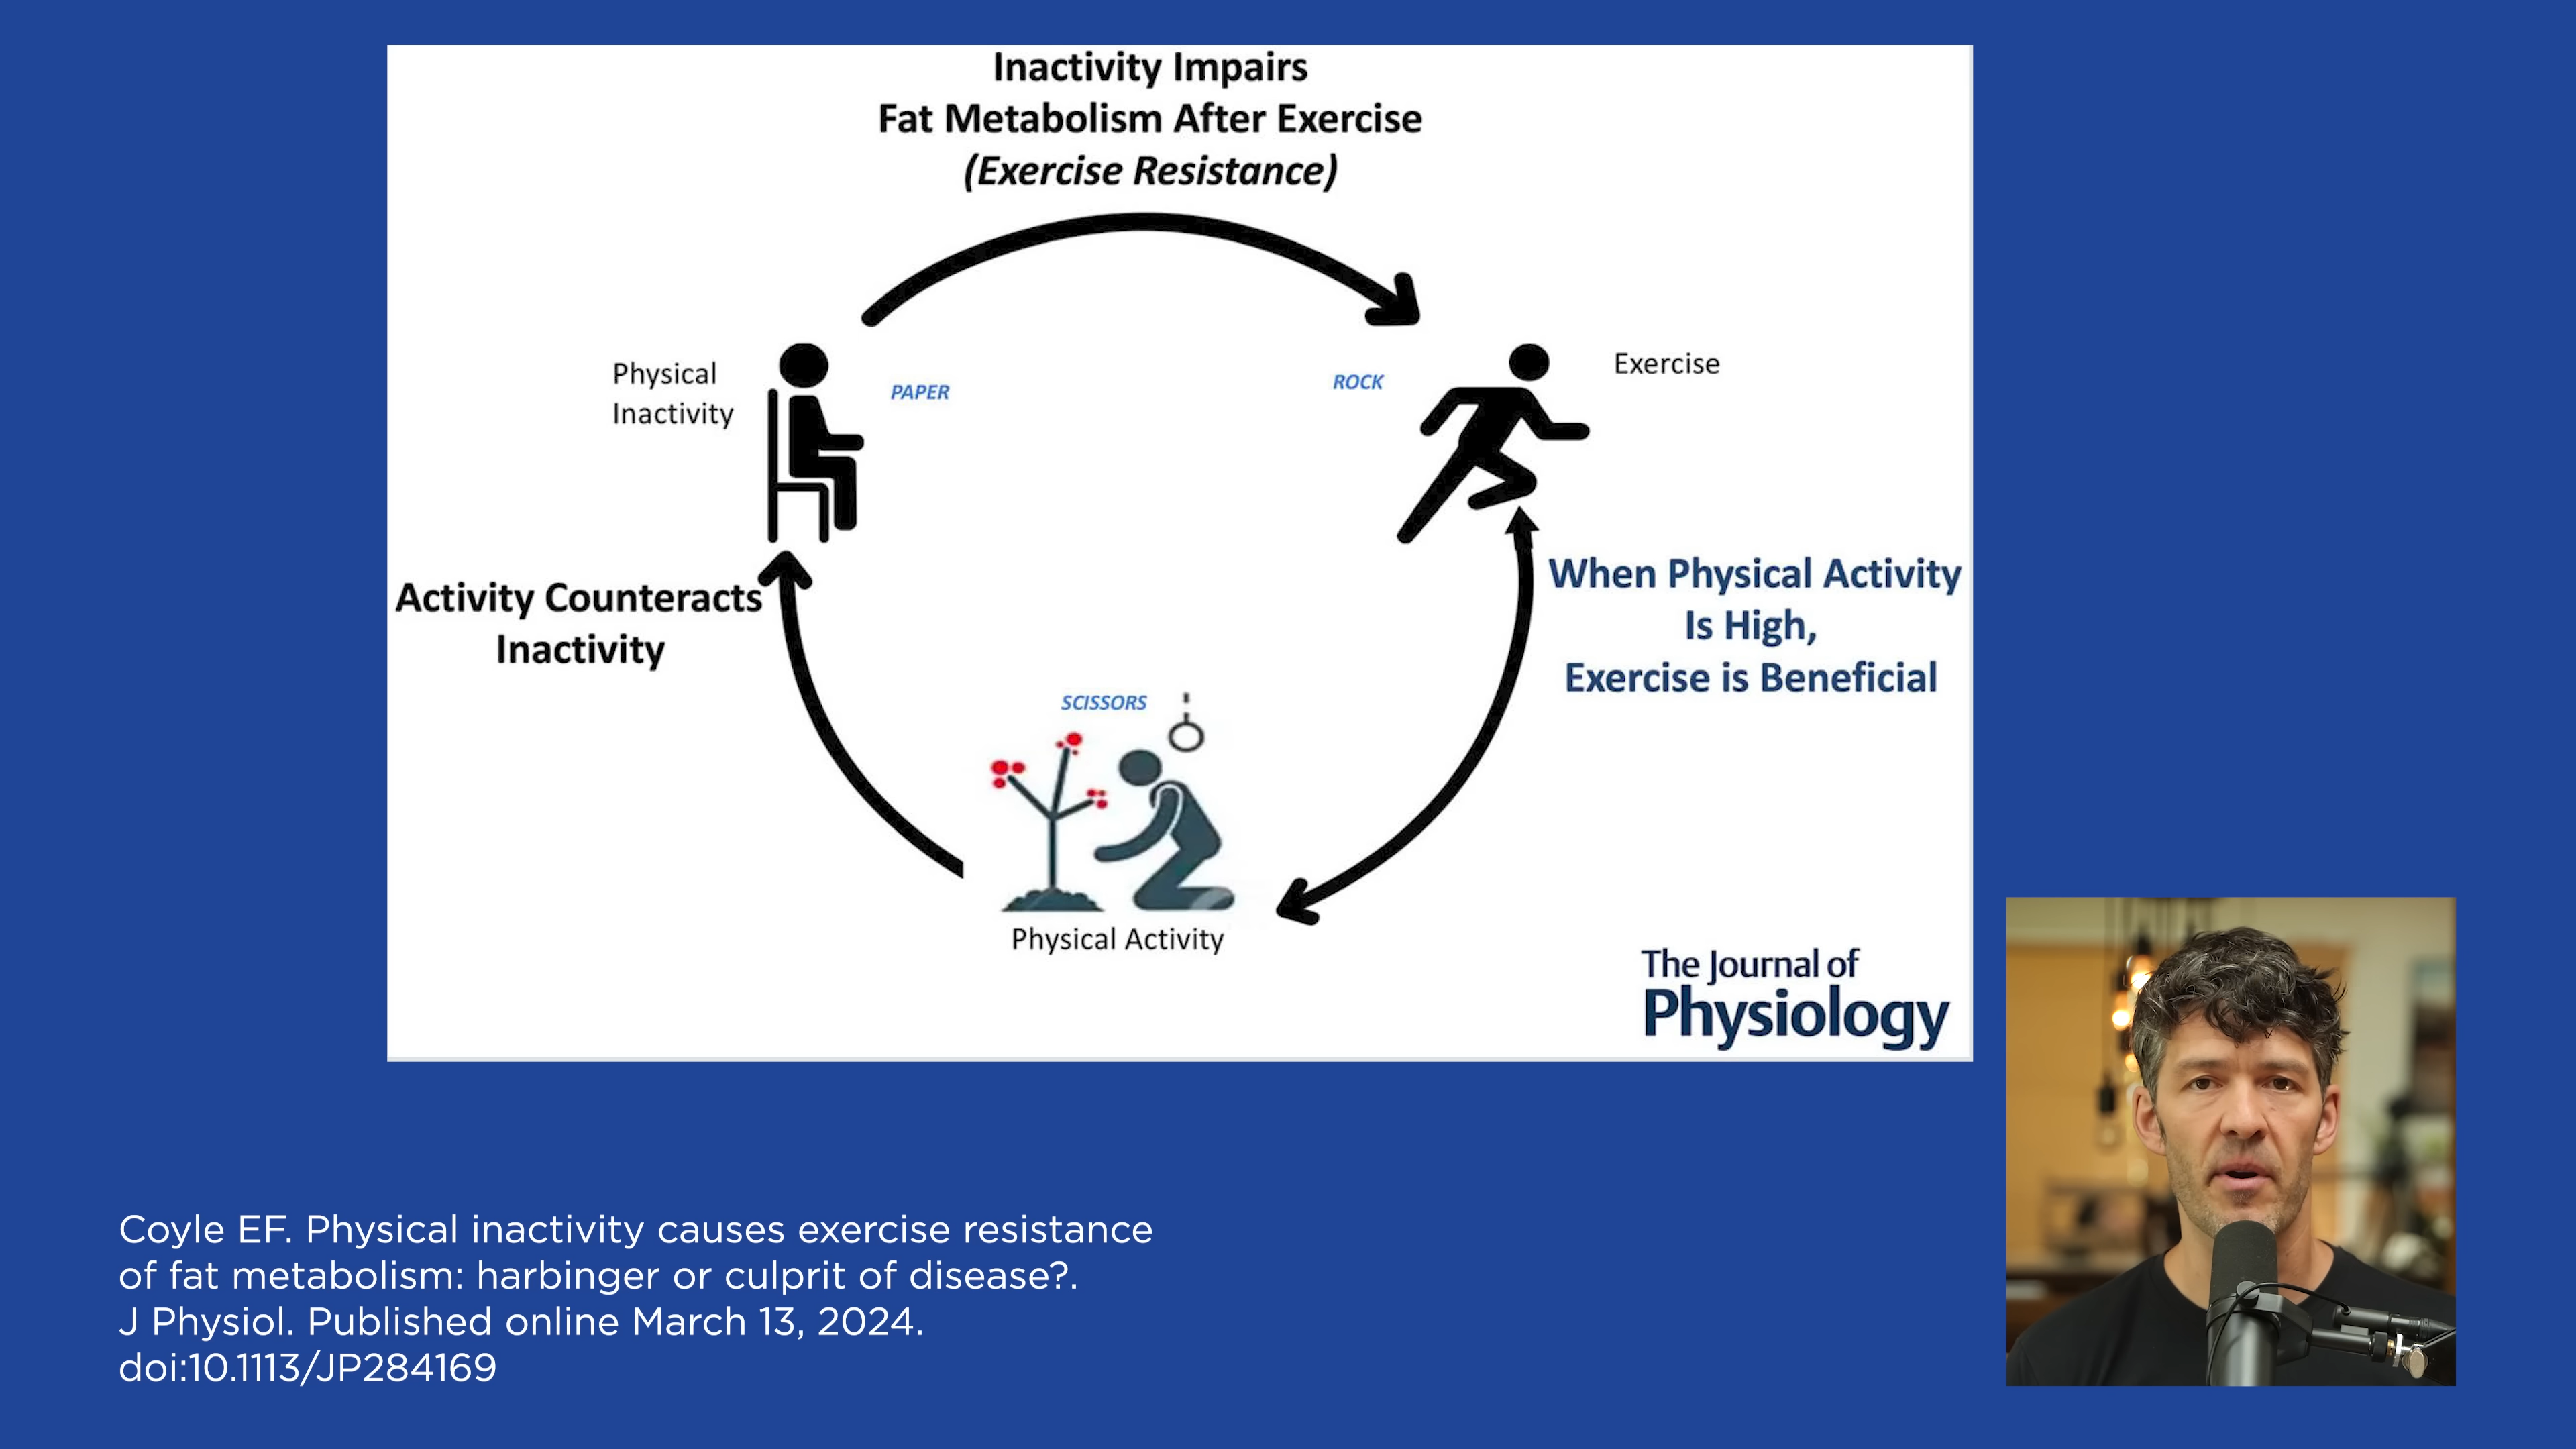 Inactivity Impairs
Fat Metabolism After Exercise
(Exercise Resistance)
Physical
Inactivity
PAPER
ROCK
Exercise
Activity Counteracts
Inactivity
When Physical Activity
Is High,
Exercise is Beneficial
SCISSORS
Physical Activity
The Journal of
Physiology
Coyle EF. Physical inactivity causes exercise resistance
of fat metabolism: harbinger or culprit of disease?.
J Physiol. Published online March 13, 2024.
doi:10.1113/JP284169